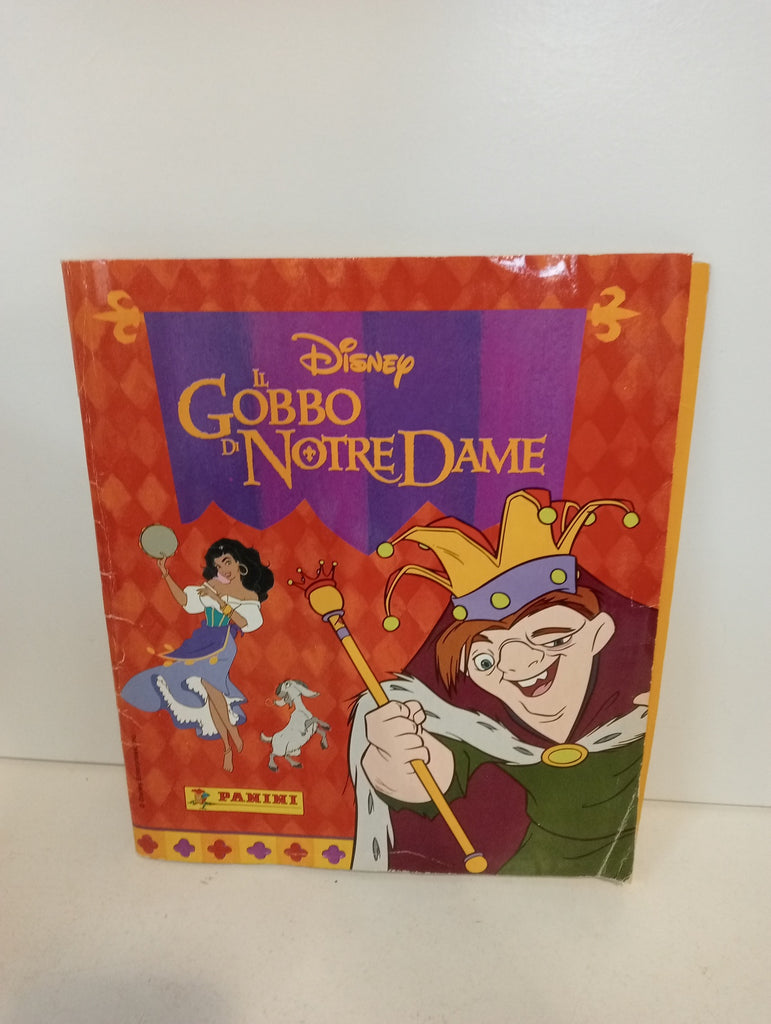 Disney
IL
GOBBO
DI NOTRE DAME
PANINI